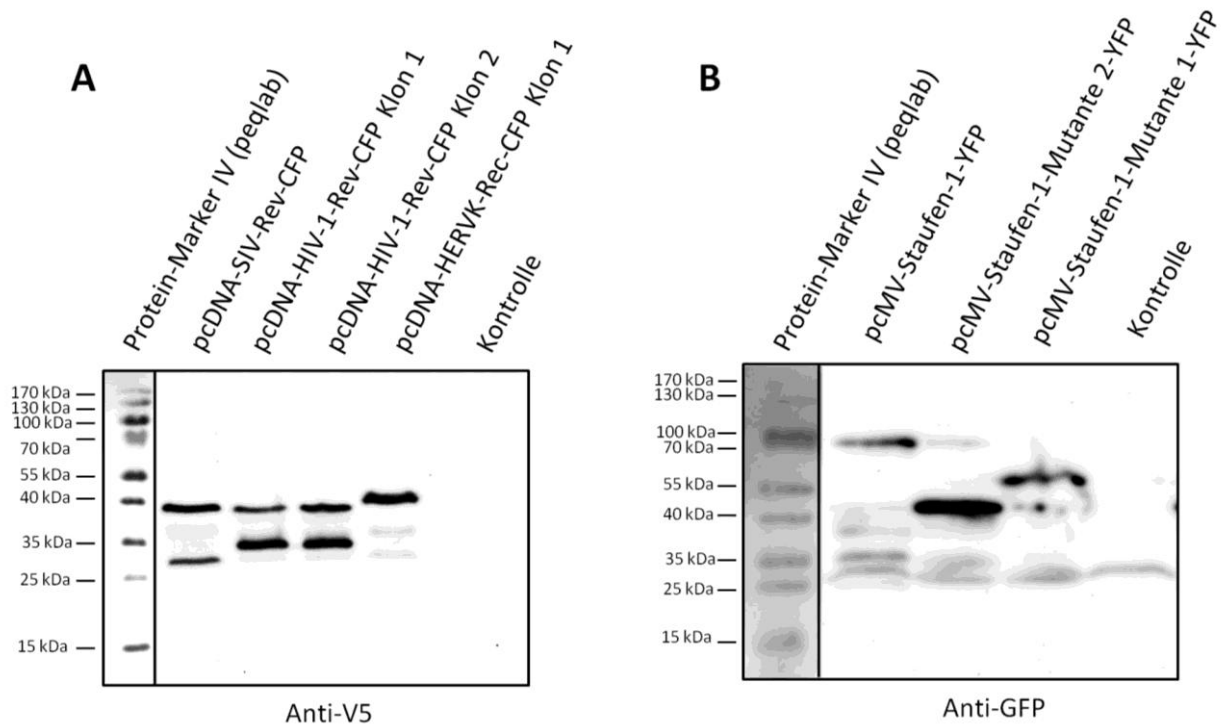 A
Protein-Marker IV (peqlab)
pcDNA-SIV-Rev-CFP
pcDNA-HIV-1-Rev-CFP Klon 1
pcDNA-HIV-1-Rev-CFP Klon 2
pcDNA-HERVK-Rec-CFP Klon 1
Kontrolle
170 kDa
130 kDa
100 kDa
70 kDa
55 kDa
40 kDa
35 kDa
25 kDa
15 kDa
Anti-V5
B
Protein-Marker IV (peqlab)
pcMV-Staufen-1-YFP
pcMV-Staufen-1-Mutante 2-YFP
pcMV-Staufen-1-Mutante 1-YFP
Kontrolle
170 kDa
130 kDa
100 kDa
70 kDa
55 kDa
40 kDa
35 kDa
25 kDa
15 kDa
Anti-GFP